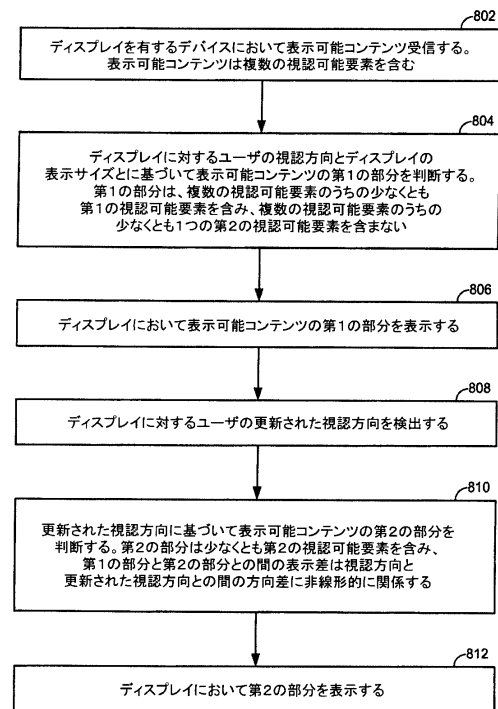 802
ディスプレイを有するデバイスにおいて表示可能コンテンツ受信する。
表示可能コンテンツは複数の視認可能要素を含む
804
ディスプレイに対するユーザの視認方向とディスプレイの
表示サイズとに基づいて表示可能コンテンツの第1の部分を判断する。
第1の部分は、複数の視認可能要素のうちの少なくとも
第1の視認可能要素を含み、複数の視認可能要素のうちの
少なくとも1つの第2の視認可能要素を含まない
806
ディスプレイにおいて表示可能コンテンツの第1の部分を表示する
808
ディスプレイに対するユーザの更新された視認方向を検出する
810
更新された視認方向に基づいて表示可能コンテンツの第2の部分を
判断する。第2の部分は少なくとも第2の視認可能要素を含み、
第1の部分と第2の部分との間の表示差は視認方向と
更新された視認方向との間の方向差に非線形的に関係する
812
ディスプレイにおいて第2の部分を表示する